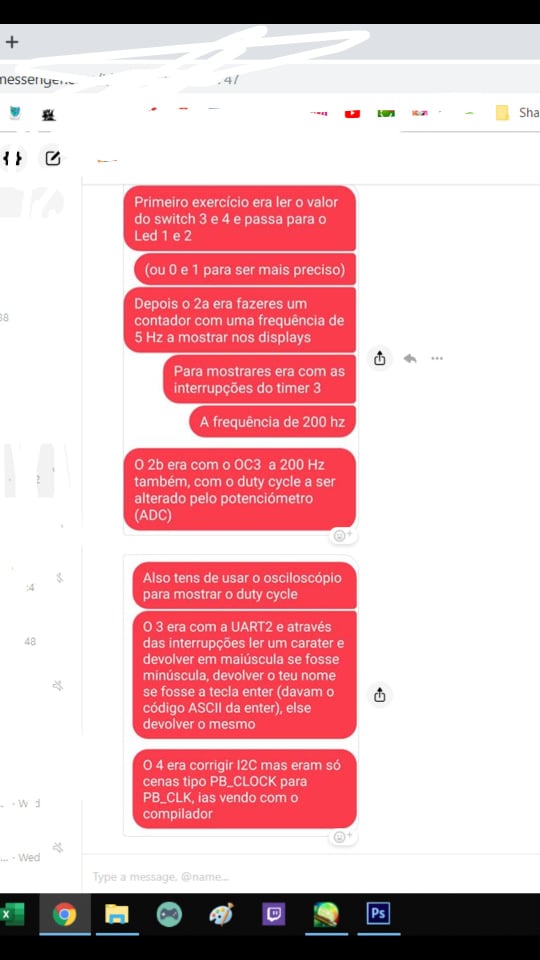 +
47
Sha
Primeiro exercício era ler o valor
do switch 3 e 4 e passa para o
Led 1 e 2
(ou 0 e 1 para ser mais preciso)
38
Depois o 2a era fazeres um
contador com uma frequência de
5 Hz a mostrar nos displays
Para mostrares era com as
interrupções do timer 3
A frequência de 200 hz
O 2b era com o OC3 a 200 Hz
também, com o duty cycle a ser
alterado pelo potenciómetro
(ADC)
Also tens de usar o osciloscópio
para mostrar o duty cycle
:4
O 3 era com a UART2 e através
das interrupções ler um carater e
devolver em maiúscula se fosse
minúscula, devolver o teu nome
se fosse a tecla enter (davam o
código ASCII da enter), else
devolver o mesmo
48
O 4 era corrigir I2C mas eram só
cenas tipo PB_CLOCK para
PB_CLK, ias vendo com o
compilador
... · Wed
Type a message, @name...
X
Ps